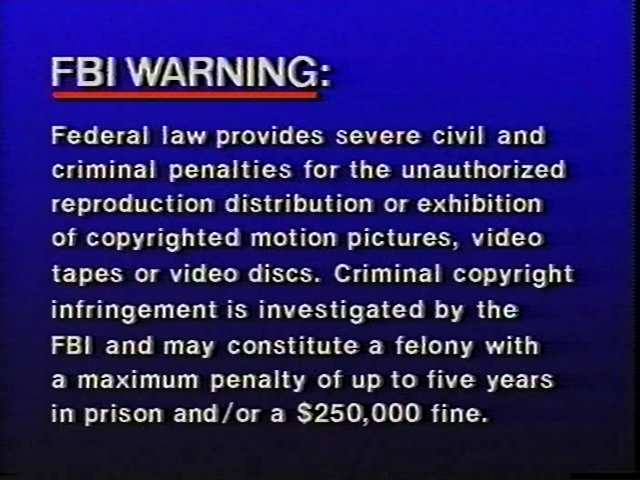 FBI WARNING:
Federal law provides severe civil and
criminal penalties for the unauthorized
reproduction distribution or exhibition
of copyrighted motion pictures, video
tapes or video discs. Criminal copyright
infringement is investigated by the
FBI and may constitute a felony with
a maximum penalty of up to five years
in prison and/or a $250,000 fine.